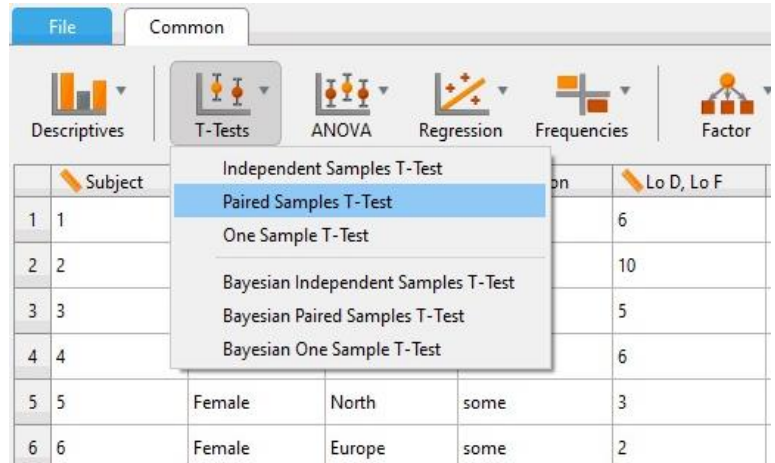 File Common
Descriptives T-Tests ANOVA Regression Frequencies Factor
Subject on Lo D, Lo F
Independent Samples T-Test
Paired Samples T-Test
One Sample T-Test
Bayesian Independent Samples T-Test
Bayesian Paired Samples T-Test
Bayesian One Sample T-Test
1 1 6
2 2 10
3 3 5
4 4 6
5 5 Female North some 3
6 6 Female Europe some 2